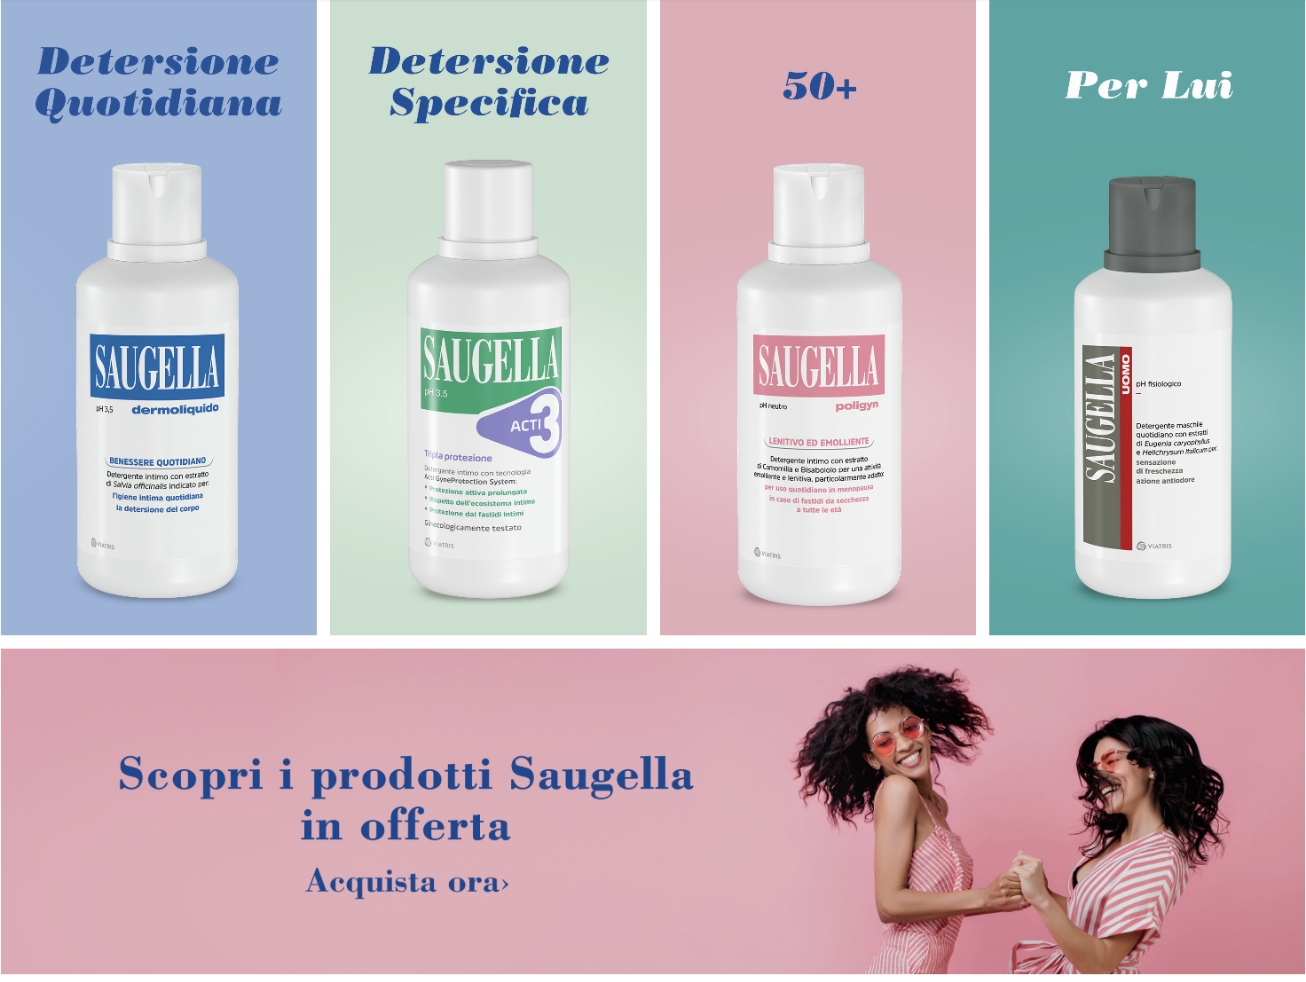 Detersione
Quotidiana
SAUGELLA
pH 3,5 dermoliquido
BENESSERE QUOTIDIANO
Detergente intimo con estratto
di Salvia officinalis indicato per:
l'igiene intima quotidiana
la detersione del corpo
VIATRIS
Detersione
Specifica
SAUGELLA
pH 3.5
ACTI3
Tripla protezione
Detergente intimo con tecnologia
Acti GyneProtection System:
• Protezione attiva prolungata
• Rispetto dell'ecosistema intimo
• Protezione dai fastidi intimi
Ginecologicamente testato
VIATRIS
50+
SAUGELLA
pH neutro poligyn
LENITIVO ED EMOLLIENTE
Detergente intimo con estratto
di Camomilla e Bisabololo per una attività
emolliente e lenitiva, particolarmente adatto:
per uso quotidiano in menopausa
in caso di fastidi da secchezza
a tutte le età
VIATRIS
Per Lui
SAUGELLA
UOMO
pH fisiologico
Detergente maschile
quotidiano con estratti
di Eugenia caryophyllus
e Helichrysum italicum per:
sensazione
di freschezza
azione antiodore
VIATRIS
Scopri i prodotti Saugella
in offerta
Acquista ora›